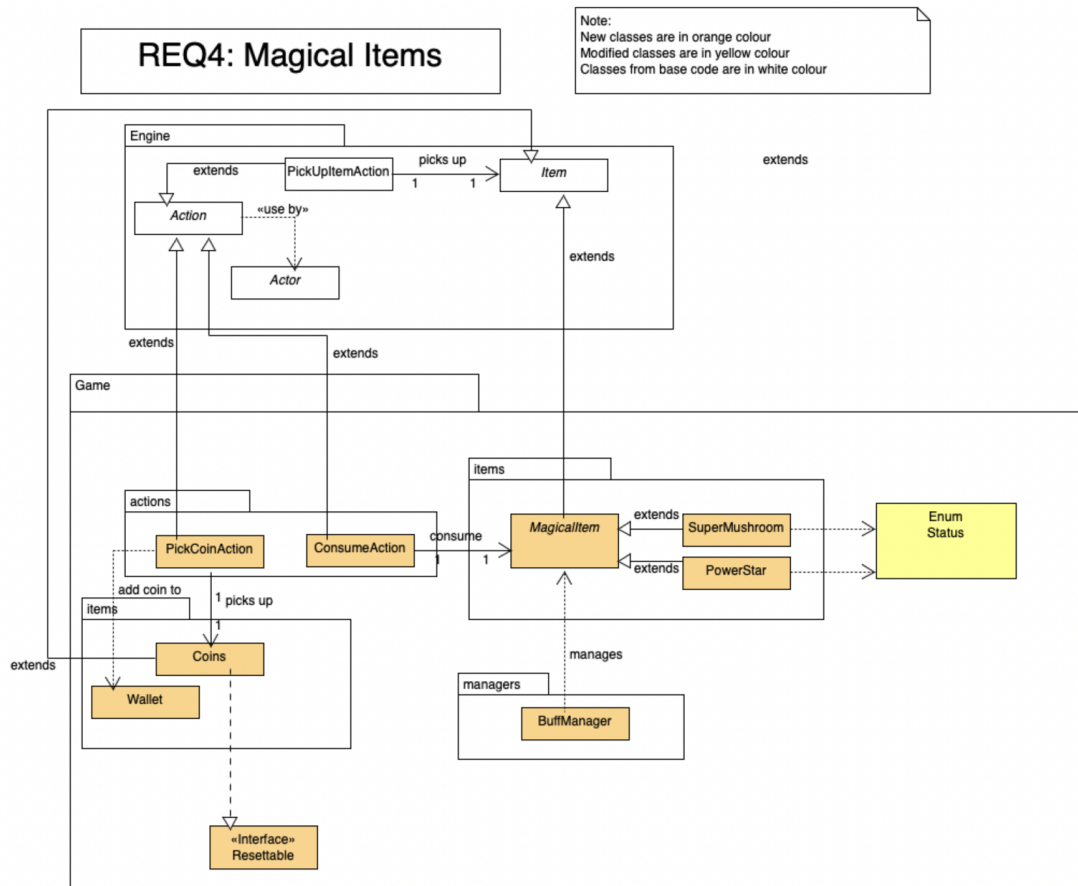 REQ4: Magical Items
Note:
New classes are in orange colour
Modified classes are in yellow colour
Classes from base code are in white colour
Engine
extends
PickUpItemAction
picks up
1
1
Item
extends
Action
«use by»
Actor
extends
extends
extends
Game
items
actions
MagicalItem
extends
SuperMushroom
Enum
Status
PickCoinAction
ConsumeAction
consume
1
1
extends
PowerStar
add coin to
1
picks up
items
1
extends
Coins
manages
Wallet
managers
BuffManager
«Interface»
Resettable